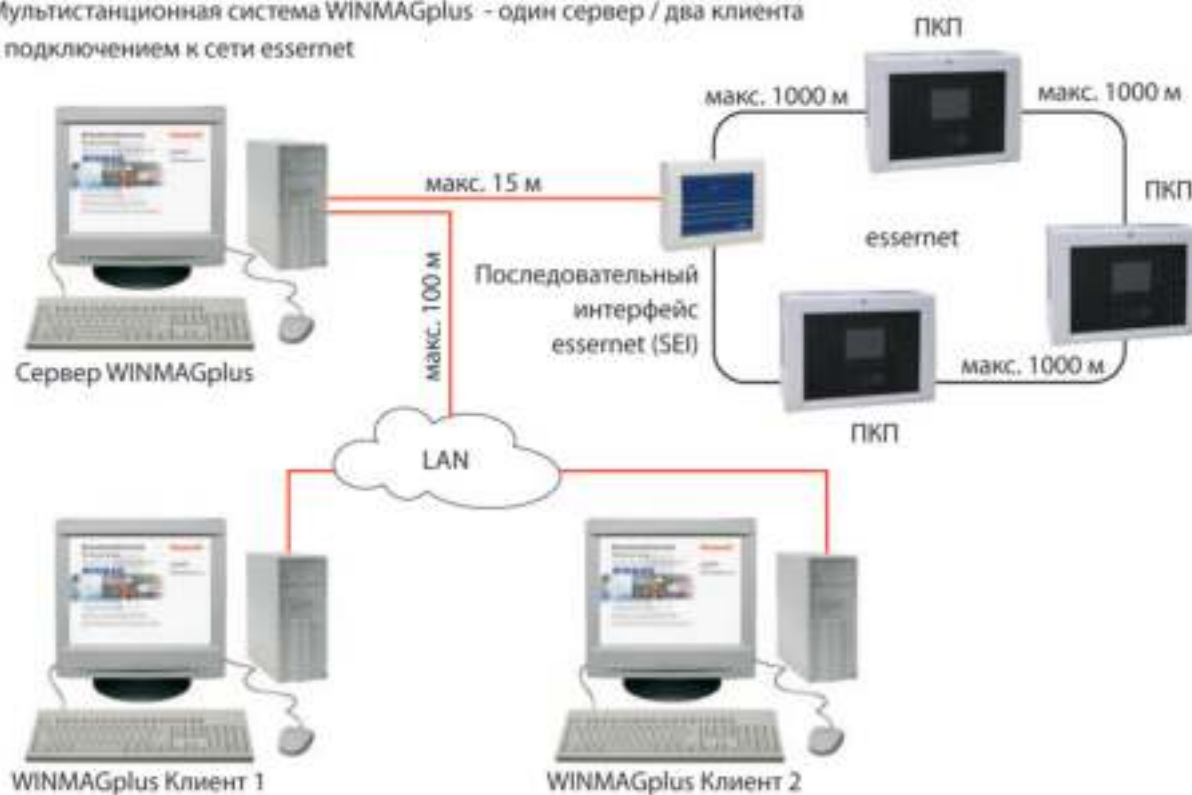 Мультистанционная система WINMAGplus - один сервер / два клиента
подключением к сети essernet
ПКП
макс. 1000 м
макс. 1000 м
макс. 15 м
ПКП
essernet
макс. 100 м
Последовательный
интерфейс
essernet (SEI)
макс. 1000 м
Сервер WINMAGplus
ПКП
LAN
WINMAGplus Клиент 1
WINMAGplus Клиент 2